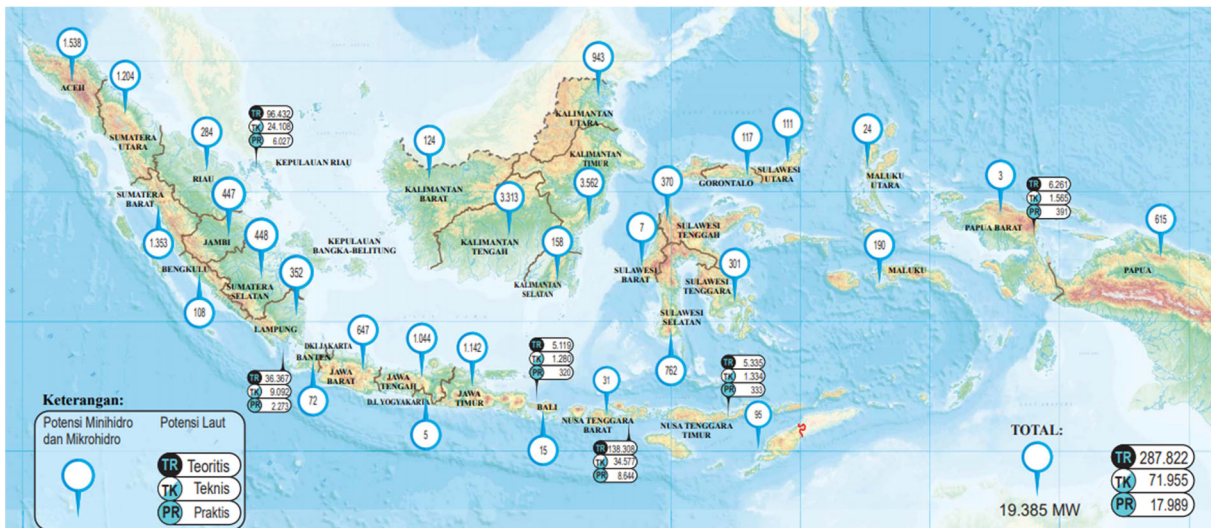 1.538
ACEH
1.204
SUMATERA
UTARA
284
RIAU
TR 96.432
TK 24.108
PR 6.027
KEPULAUAN RIAU
SUMATERA
BARAT
1.353
447
JAMBI
448
BENGKULU
108
SUMATERA
SELATAN
352
LAMPUNG
KEPULAUAN
BANGKA-BELITUNG
TR 36.367
TK 9.092
PR 2.273
DKI JAKARTA
BANTEN
72
647
JAWA
BARAT
1.044
JAWA
TENGAH
D.I. YOGYAKARTA
5
1.142
JAWA
TIMUR
124
KALIMANTAN
BARAT
943
KALIMANTAN
UTARA
KALIMANTAN
TIMUR
3.562
3.313
KALIMANTAN
TENGAH
158
KALIMANTAN
SELATAN
TR 5.119
TK 1.280
PR 320
BALI
15
31
NUSA TENGGARA
BARAT
TR 138.308
TK 34.577
PR 8.644
TR 5.335
TK 1.334
PR 333
NUSA TENGGARA
TIMUR
95
117
GORONTALO
111
SULAWESI
UTARA
370
SULAWESI
TENGAH
7
SULAWESI
BARAT
301
SULAWESI
TENGGARA
SULAWESI
SELATAN
762
24
MALUKU
UTARA
190
MALUKU
3
PAPUA BARAT
TR 6.261
TK 1.565
PR 391
615
PAPUA
Keterangan:
Potensi Minihidro
dan Mikrohidro
Potensi Laut
TR Teoritis
TK Teknis
PR Praktis
TOTAL:
19.385 MW
TR 287.822
TK 71.955
PR 17.989